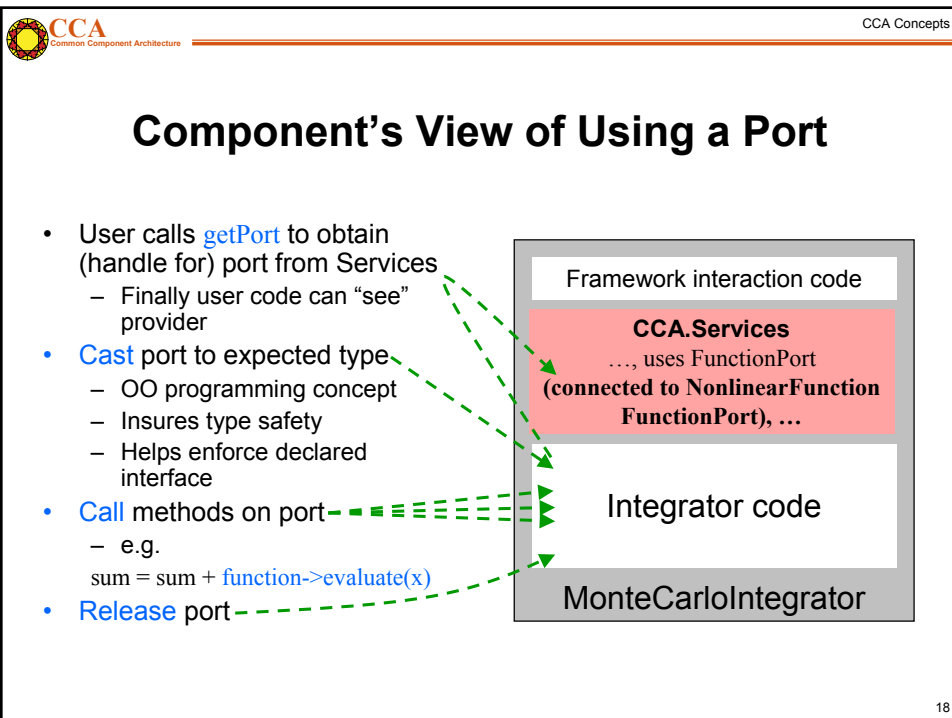 CCA
Common Component Architecture
CCA Concepts
Component's View of Using a Port
• User calls getPort to obtain
(handle for) port from Services
– Finally user code can “see”
provider
• Cast port to expected type
– OO programming concept
– Insures type safety
– Helps enforce declared
interface
• Call methods on port
– e.g.
sum = sum + function->evaluate(x)
• Release port
Framework interaction code
CCA.Services
…, uses FunctionPort
(connected to NonlinearFunction
FunctionPort), …
Integrator code
MonteCarloIntegrator
18